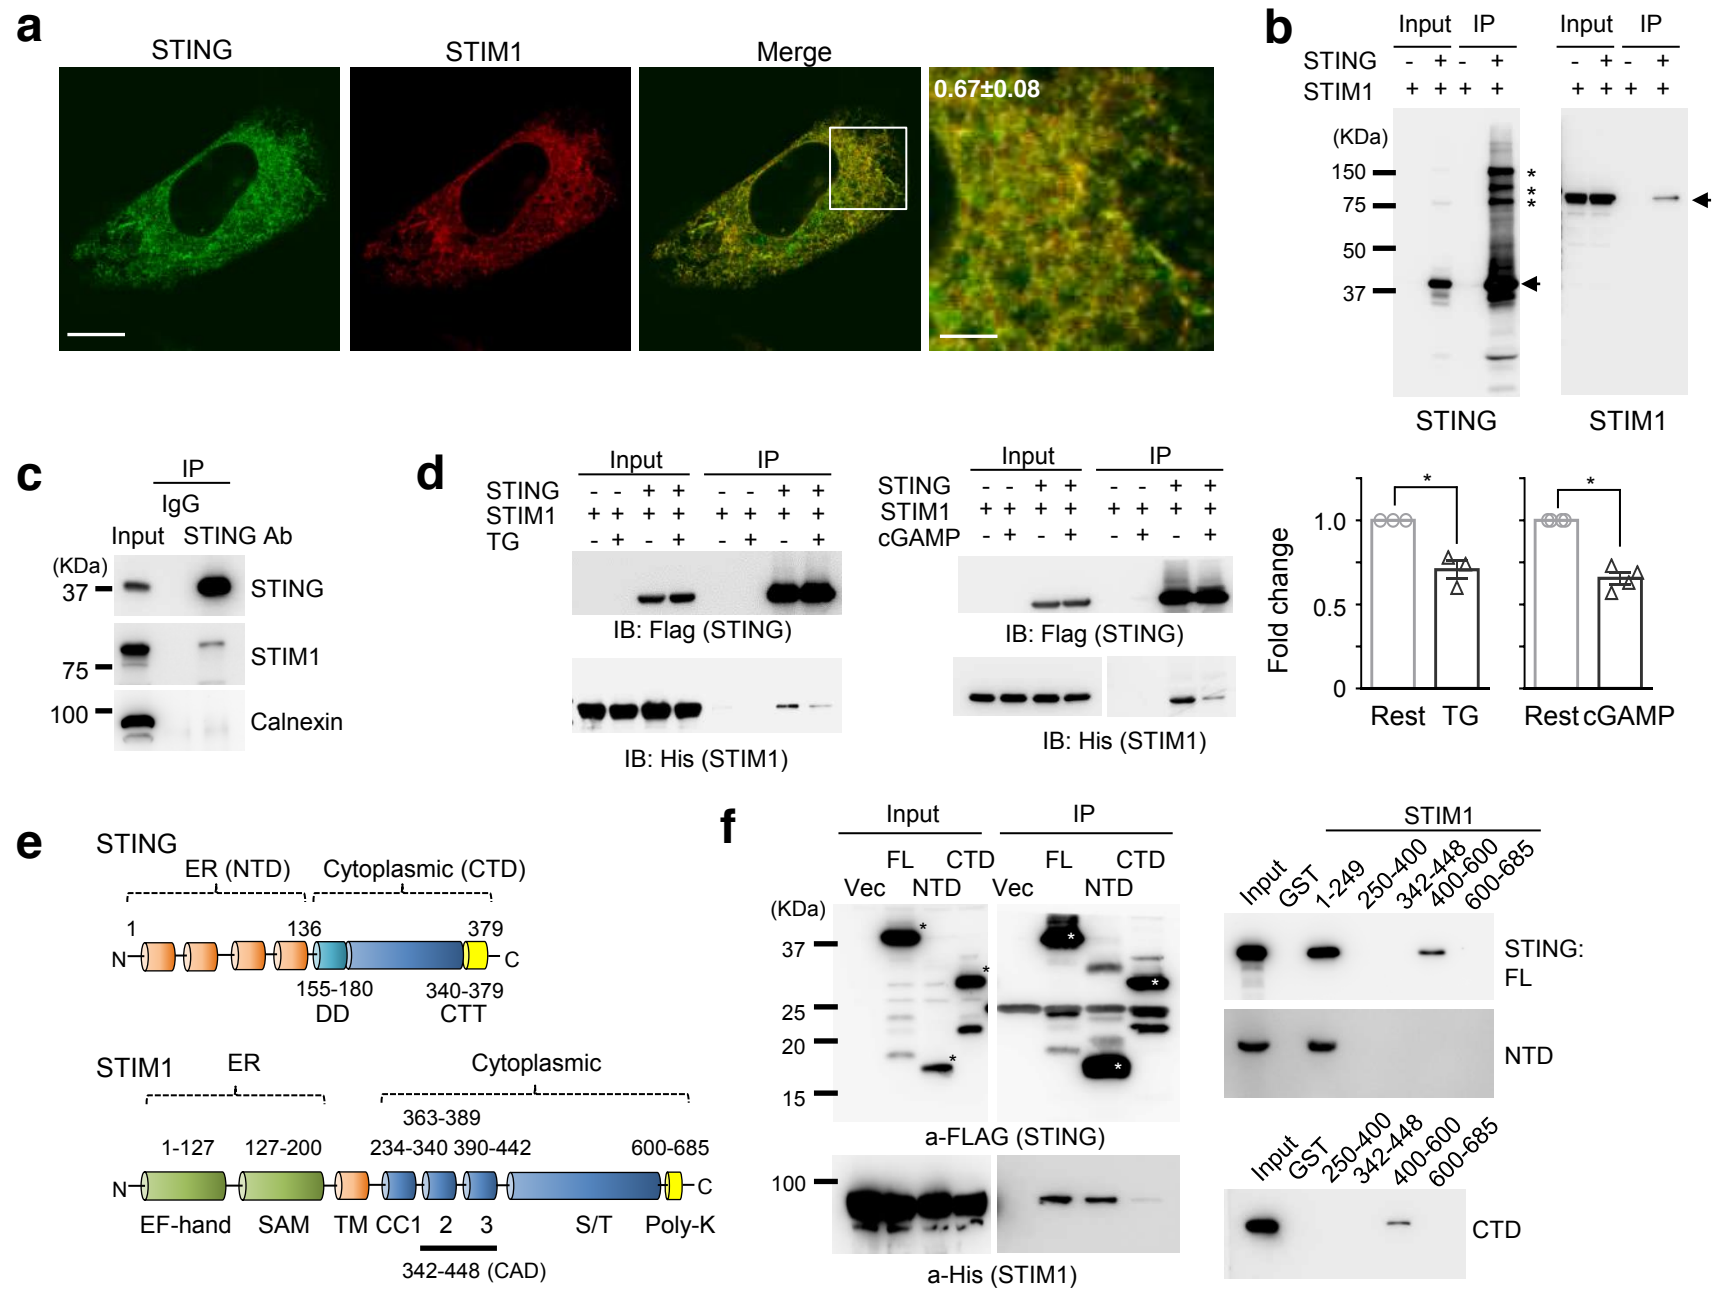 a
STING STIM1 Merge
0.67±0.08
b
Input IP Input IP
STING - + - + - + - +
STIM1 + + + + + + + +
(KDa)
150 *
*
75 *
50
37
STING STIM1
c
IP
IgG
Input STING Ab
(KDa)
37 STING
STIM1
75
100 Calnexin
d
Input IP
STING - - + + - - + +
STIM1 + + + + + + + +
TG - + - + - + - +
IB: Flag (STING)
IB: His (STIM1)
Input IP
STING - - + + - - + +
STIM1 + + + + + + + +
cGAMP - + - + - + - +
IB: Flag (STING)
IB: His (STIM1)
Fold change
1.0
0.5
0
* *
Rest TG Rest cGAMP
e
STING
ER (NTD) Cytoplasmic (CTD)
1 136 379
N C
155-180 340-379
DD CTT
STIM1 ER Cytoplasmic
363-389
1-127 127-200 234-340 390-442 600-685
N C
EF-hand SAM TM CC1 2 3 S/T Poly-K
342-448 (CAD)
f
Input IP
FL CTD FL CTD
Vec NTD Vec NTD
(KDa)
37 * *
* *
25
20
* *
15
a-FLAG (STING)
100
a-His (STIM1)
STIM1
Input GST 1-249 250-400 342-448 400-600 600-685
STING:
FL
NTD
Input GST 250-400 342-448 400-600 600-685
CTD